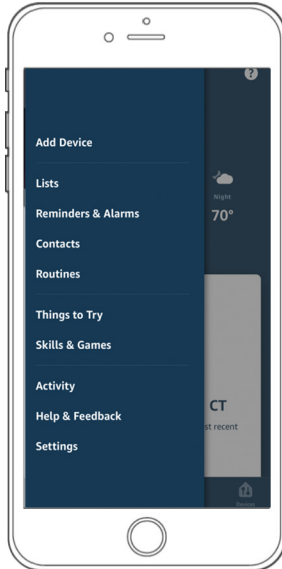 ?
Add Device
Lists
Night
Reminders & Alarms
70°
Contacts
Routines
Things to Try
Skills & Games
Activity
CT
Help & Feedback
st recent
Settings
Devices